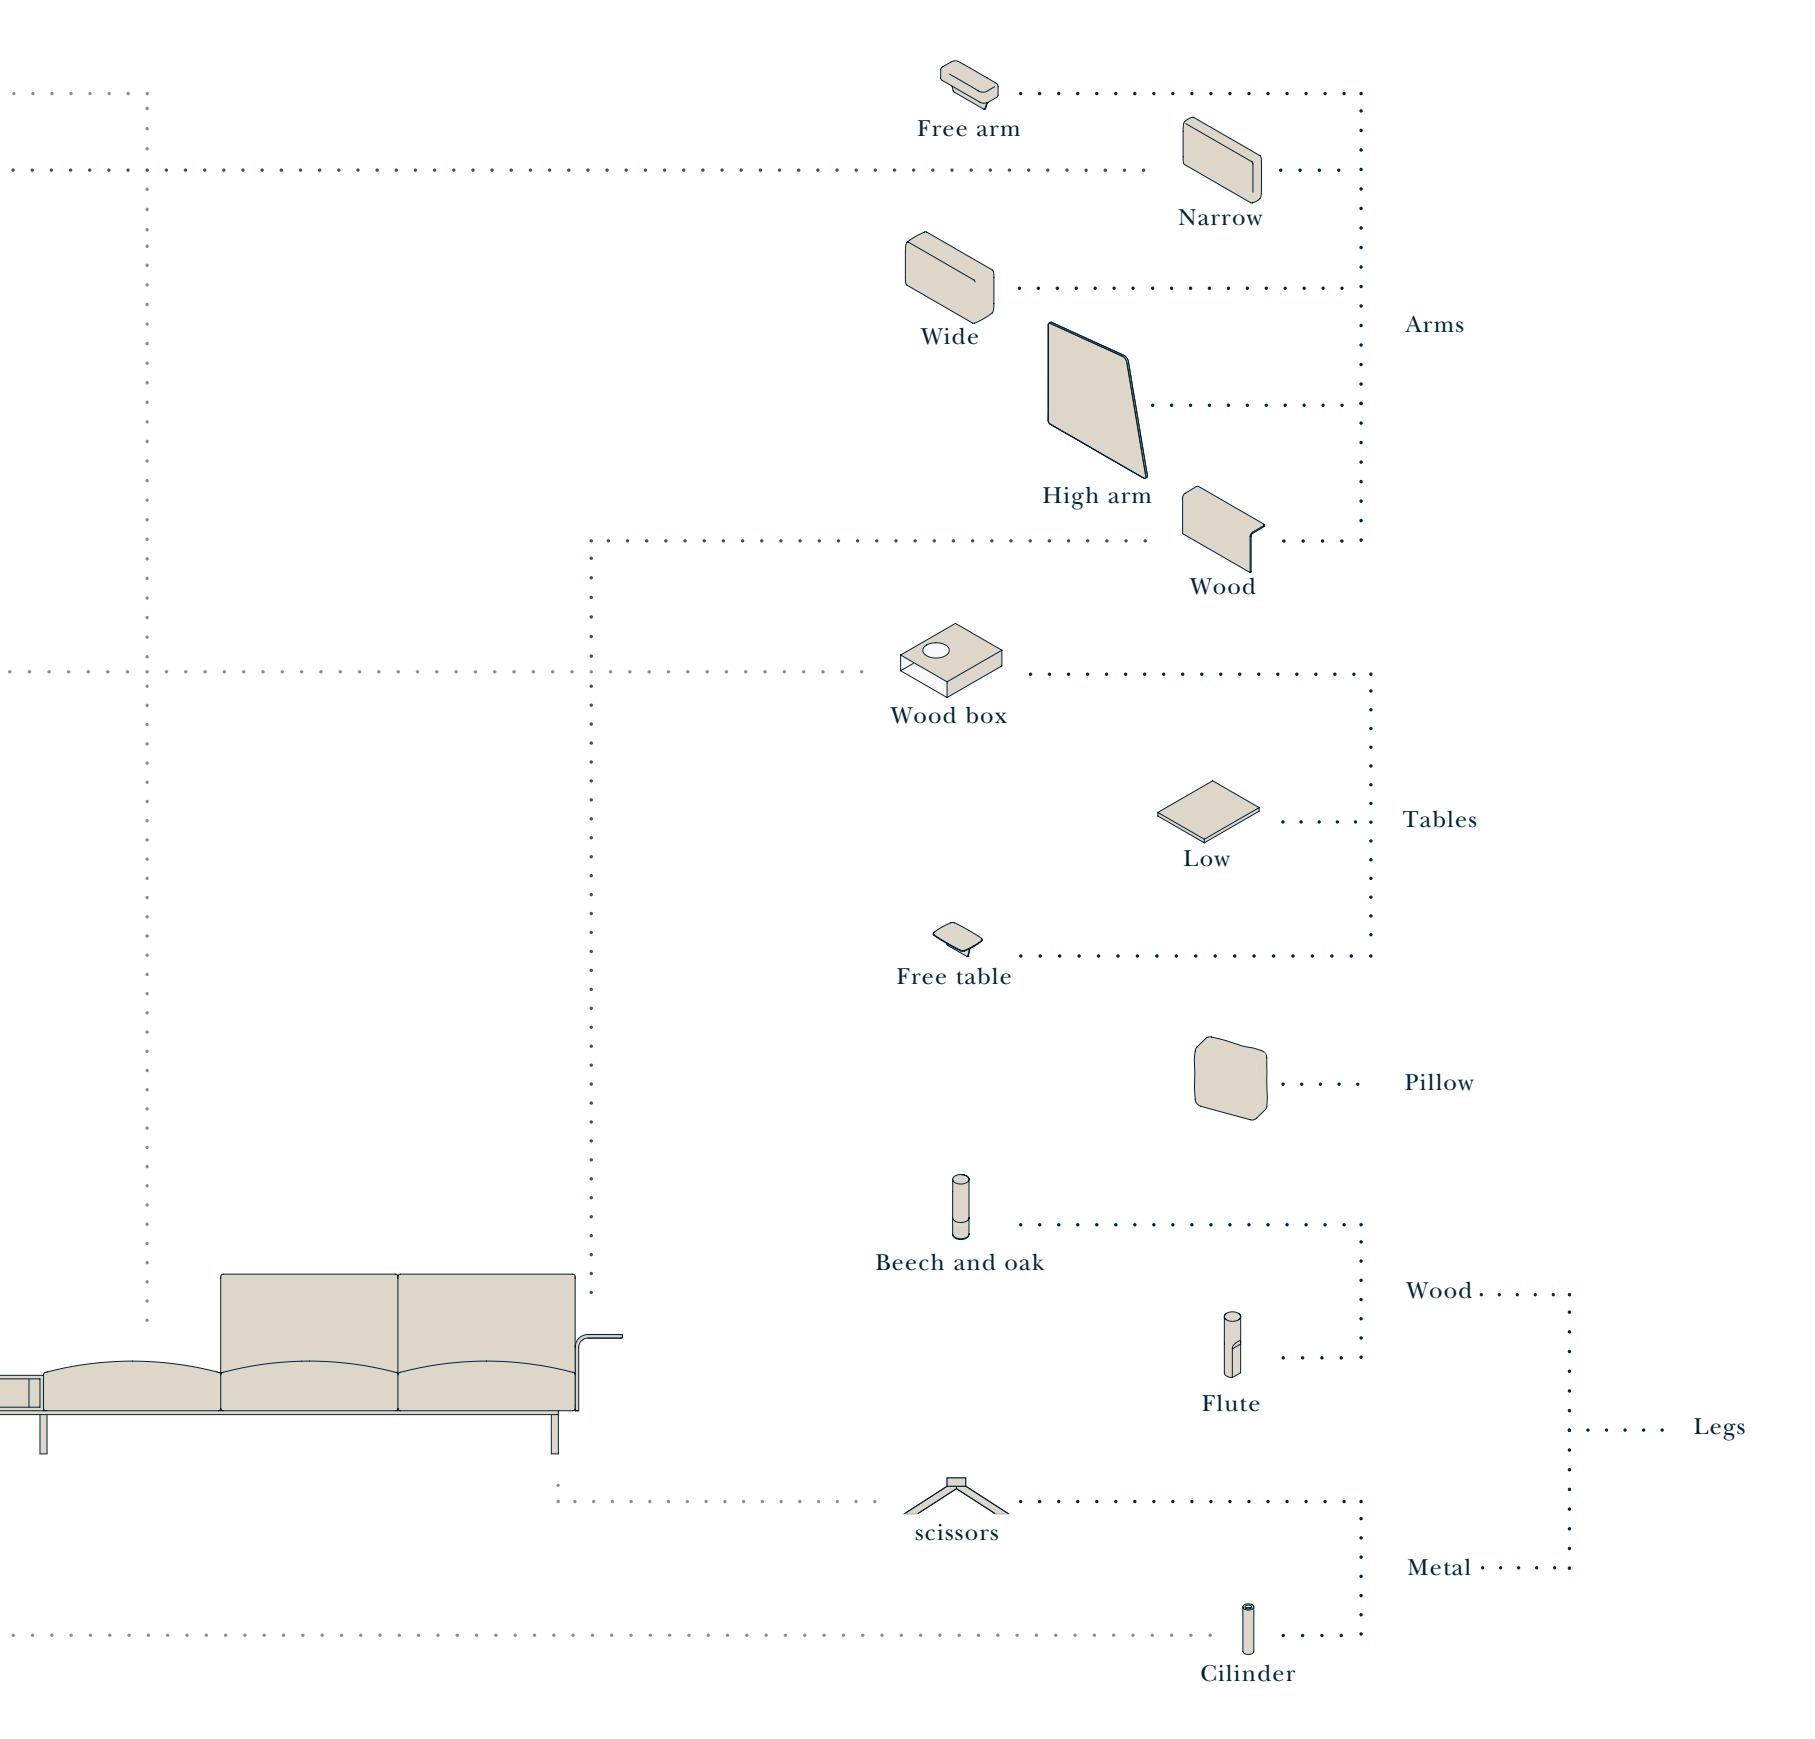 Free arm
Narrow
Wide
Arms
High arm
Wood
Wood box
Tables
Low
Free table
Pillow
Beech and oak
Wood
Flute
Legs
scissors
Metal
Cilinder